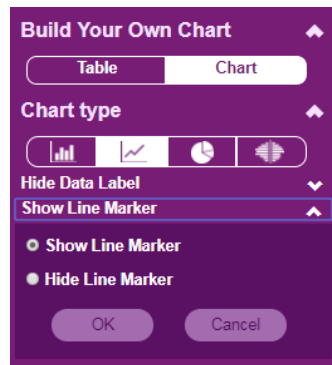 Build Your Own Chart
Table Chart
Chart type
Hide Data Label
Show Line Marker
Show Line Marker
Hide Line Marker
OK Cancel